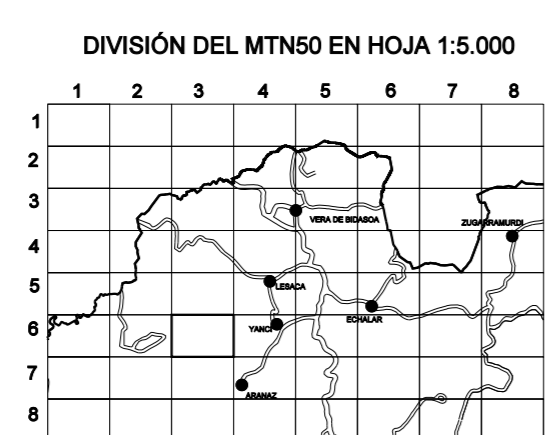 DIVISIÓN DEL MTN50 EN HOJA 1:5.000
1 2 3 4 5 6 7 8
1
2
3
VERA DE BIDASOA
ZUGARRAMURDI
4
5
LESACA
ECHALAR
6
YANCI
7
ARANAZ
8